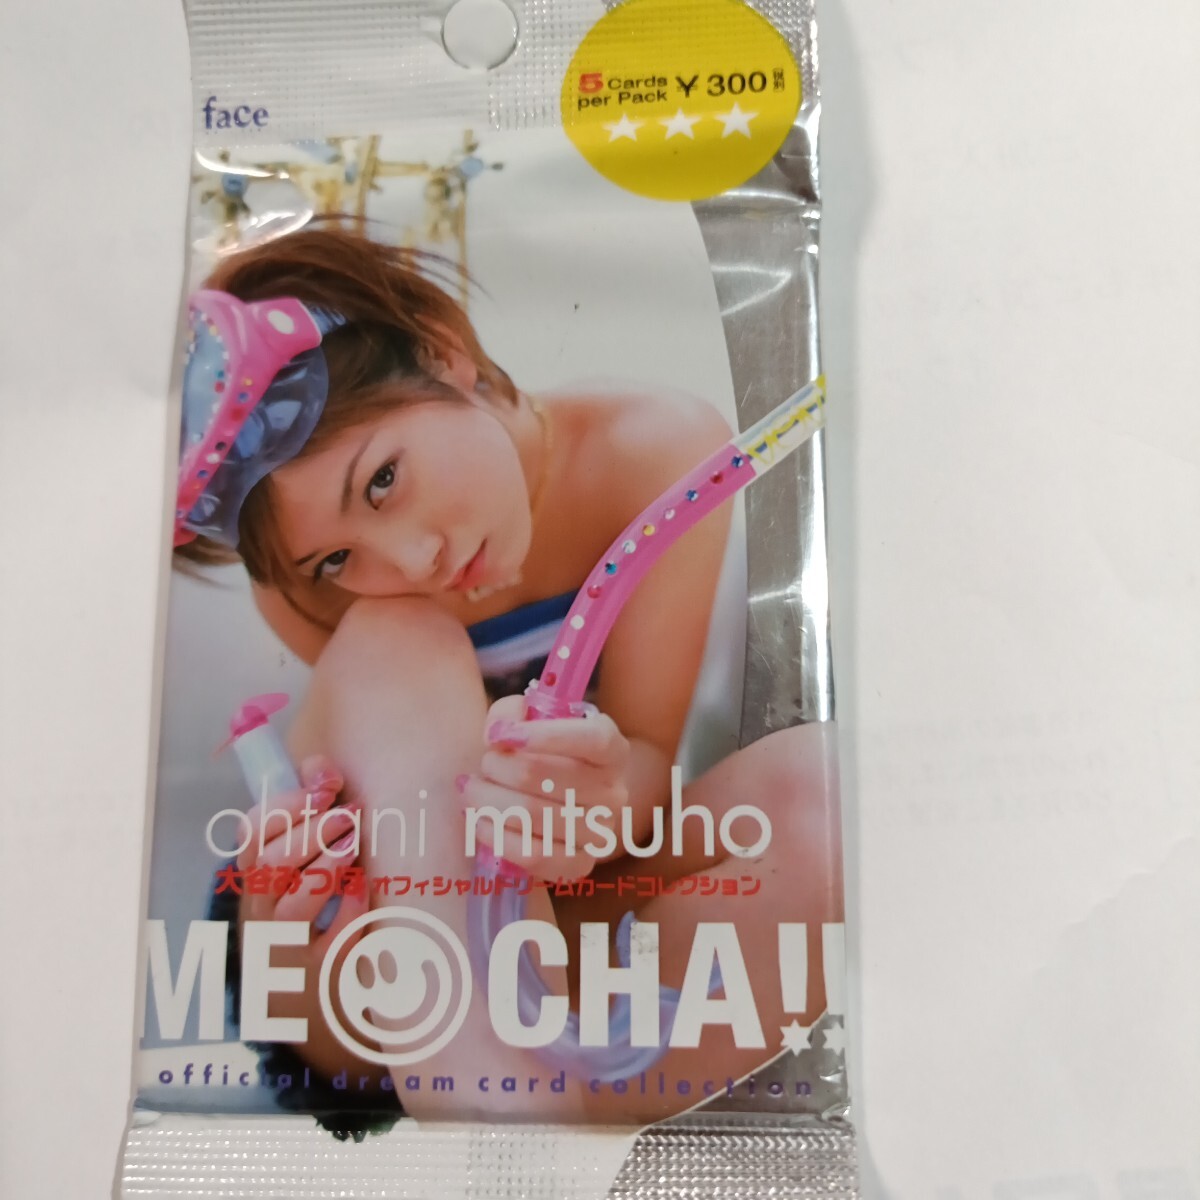 face
5 Cards per Pack ¥300 税別
ohtani mitsuho
大谷みつほ オフィシャルドリームカードコレクション
ME CHA!!
official dream card collection